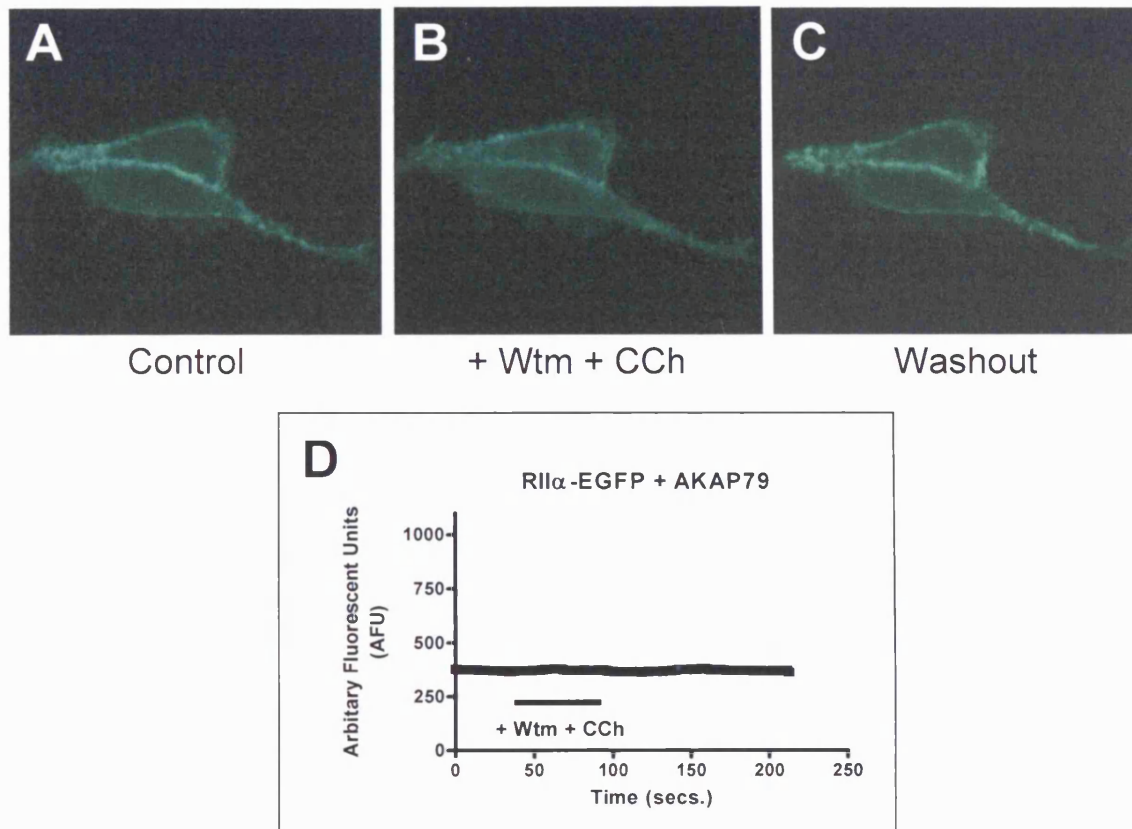 A
B
C
Control
+ Wtm + CCh
Washout
D
RIIα-EGFP + AKAP79
Arbitary Fluorescent Units
(AFU)
1000
750
500
250
0
+ Wtm + CCh
0 50 100 150 200 250
Time (secs.)